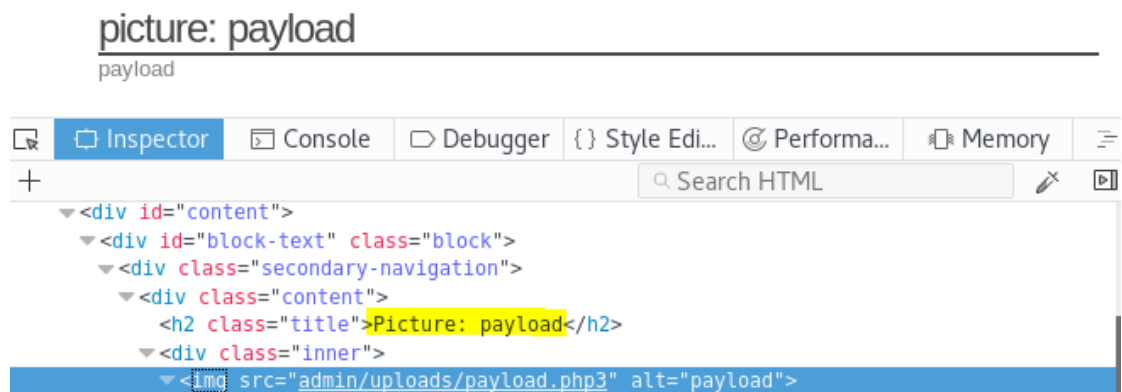 picture: payload
payload
Inspector Console Debugger { } Style Edi... Performa... Memory
+ Search HTML
<div id="content">
<div id="block-text" class="block">
<div class="secondary-navigation">
<div class="content">
<h2 class="title">Picture: payload</h2>
<div class="inner">
<img src="admin/uploads/payload.php3" alt="payload">